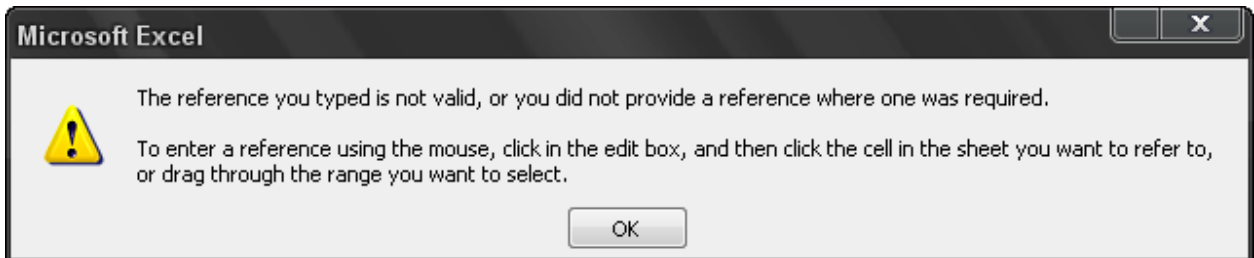 Microsoft Excel
X
The reference you typed is not valid, or you did not provide a reference where one was required.
To enter a reference using the mouse, click in the edit box, and then click the cell in the sheet you want to refer to,
or drag through the range you want to select.
OK